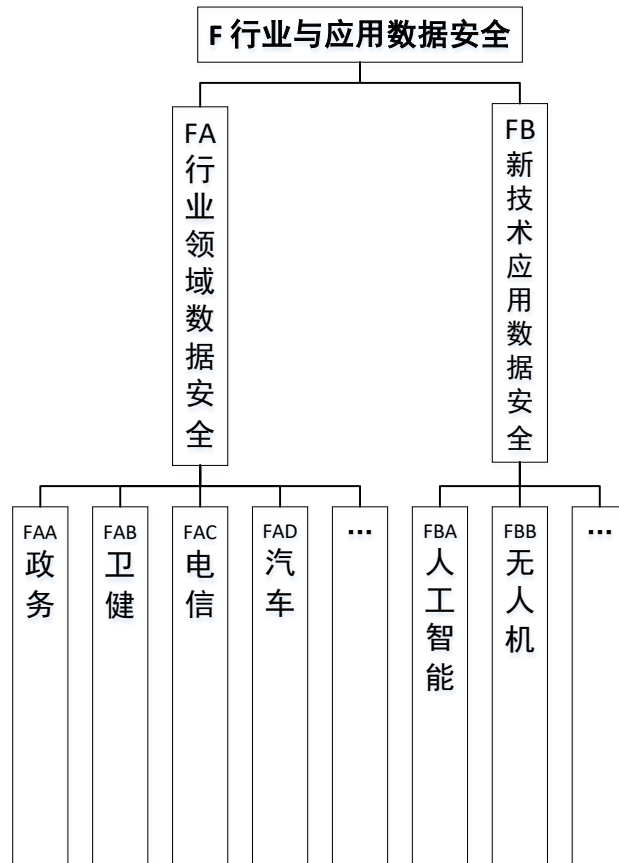 F 行业与应用数据安全
FA
行业领域数据安全
FB
新技术应用数据安全
FAA
政务
FAB
卫健
FAC
电信
FAD
汽车
...
FBA
人工智能
FBB
无人机
...